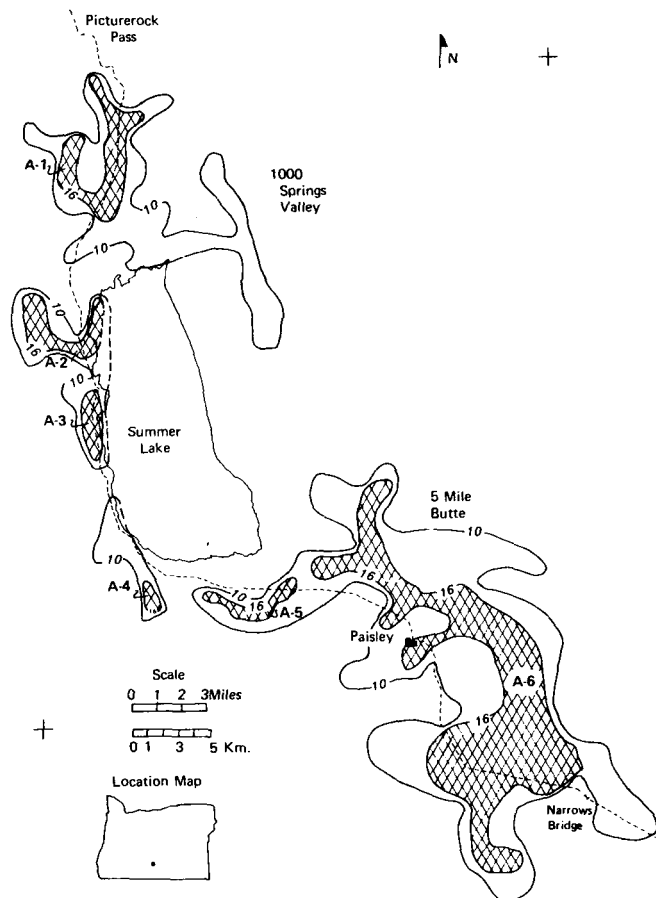 Picturerock
Pass
N
A-1
16
1000
Springs
Valley
10
10
10
16
A-2
10
A-3
Summer
Lake
5 Mile
Butte
10
10
A-4
10
16
A-5
16
16
Paisley
10
A-6
16
Scale
0 1 2 3Miles
0 1 3 5 Km.
Location Map
Narrows
Bridge